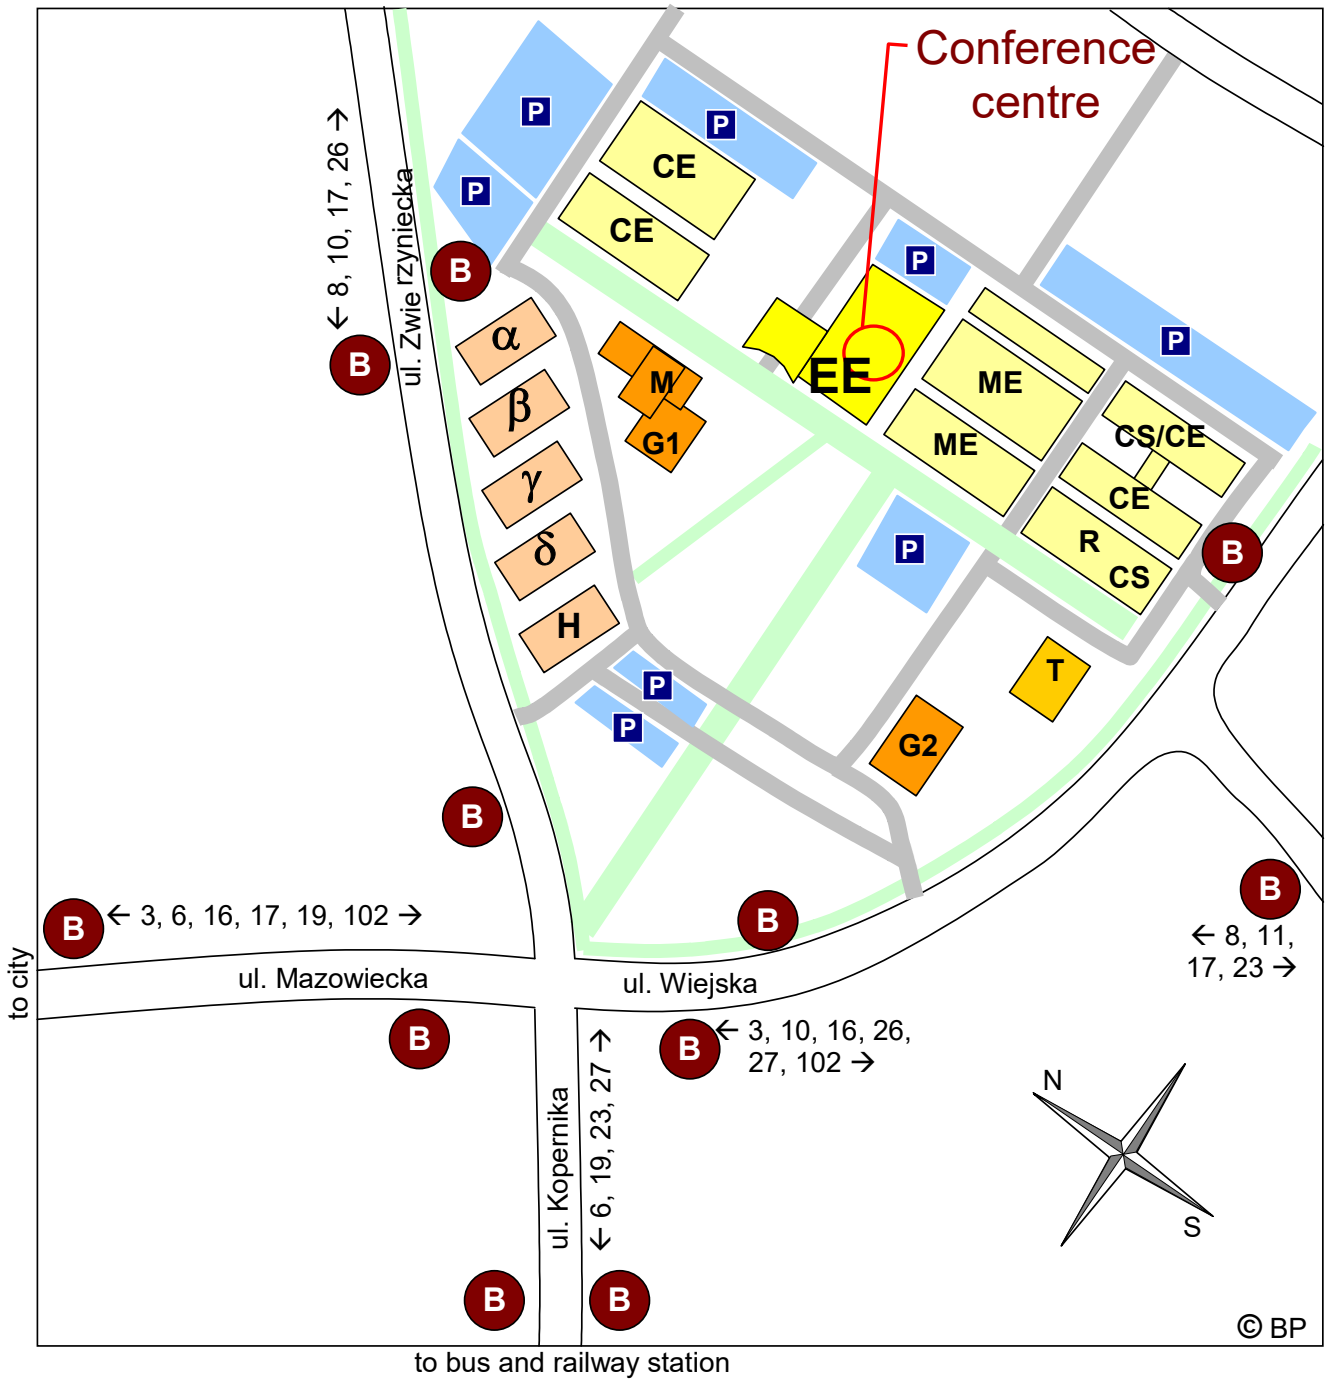 Conference
centre
P
P
P
CE
CE
P
P
B
← 8, 10, 17, 26 →
ul. Zwierzyniecka
B
α
β
γ
δ
H
M
G1
EE
ME
ME
CS/CE
CE
R
CS
B
P
T
G2
P
P
B
B
← 3, 6, 16, 17, 19, 102 →
B
B
← 8, 11,
17, 23 →
to city
ul. Mazowiecka
ul. Wiejska
B
B
← 3, 10, 16, 26,
27, 102 →
ul. Kopernika
← 6, 19, 23, 27 →
N
S
B
B
© BP
to bus and railway station